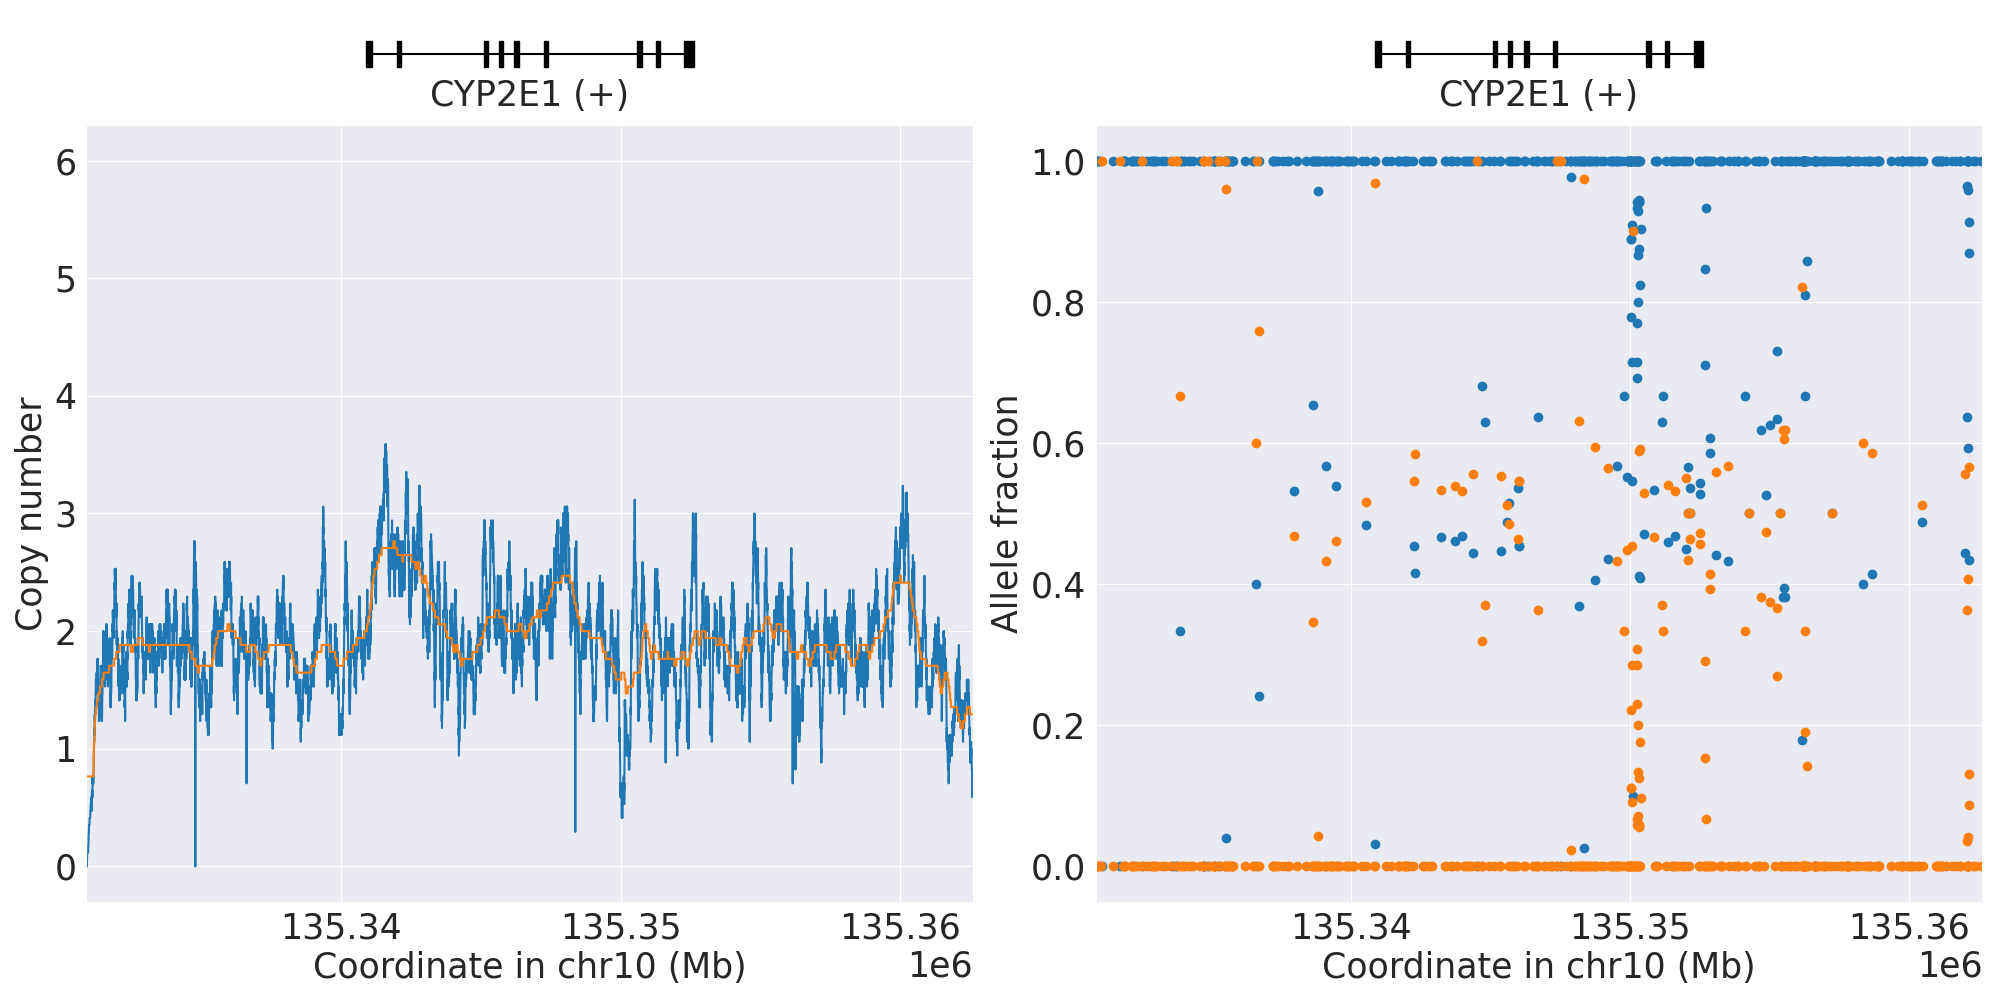 CYP2E1 (+)
CYP2E1 (+)
6
5
4
3
2
1
0
Copy number
135.34
135.35
135.36
Coordinate in chr10 (Mb)
1e6
1.0
0.8
0.6
0.4
0.2
0.0
Allele fraction
135.34
135.35
135.36
Coordinate in chr10 (Mb)
1e6